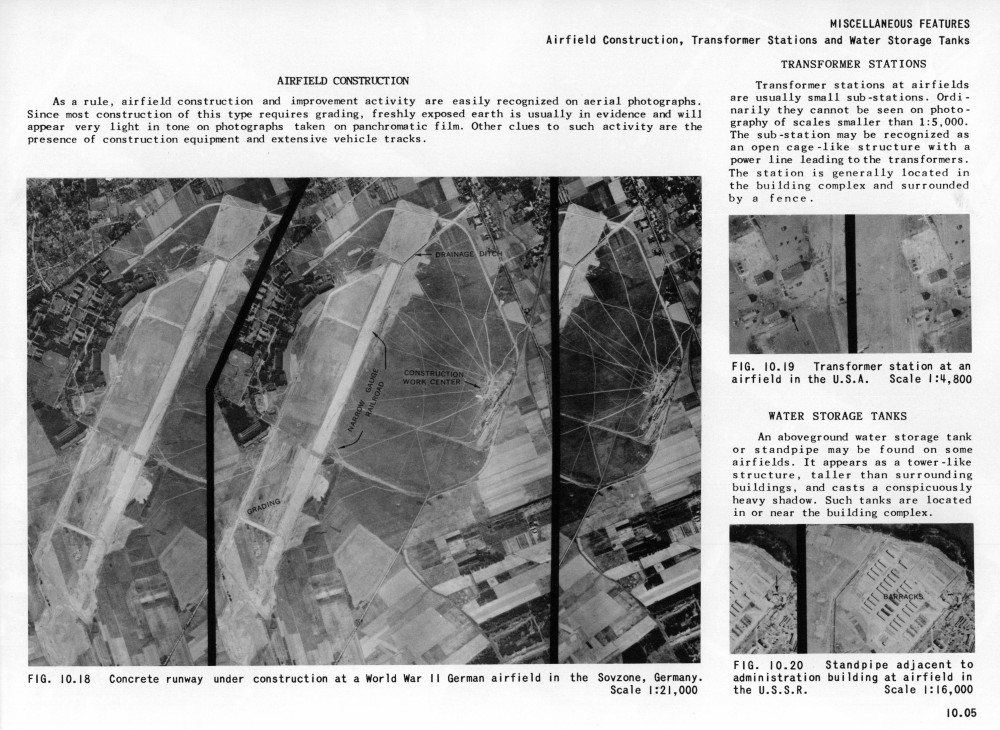 MISCELLANEOUS FEATURES
Airfield Construction, Transformer Stations and Water Storage Tanks
AIRFIELD CONSTRUCTION
As a rule, airfield construction and improvement activity are easily recognized on aerial photographs.
Since most construction of this type requires grading, freshly exposed earth is usually in evidence and will
appear very light in tone on photographs taken on panchromatic film. Other clues to such activity are the
presence of construction equipment and extensive vehicle tracks.
DRAINAGE DITCH
CONSTRUCTION
WORK CENTER
NARROW GAUGE
RAILROAD
GRADING
FIG. 10.18 Concrete runway under construction at a World War II German airfield in the Sovzone, Germany.
Scale 1:21,000
TRANSFORMER STATIONS
Transformer stations at airfields
are usually small sub-stations. Ordi-
narily they cannot be seen on photo-
graphy of scales smaller than 1:5,000.
The sub-station may be recognized as
an open cage-like structure with a
power line leading to the transformers.
The station is generally located in
the building complex and surrounded
by a fence.
FIG. 10.19 Transformer station at an
airfield in the U.S.A. Scale 1:4,800
WATER STORAGE TANKS
An aboveground water storage tank
or standpipe may be found on some
airfields. It appears as a tower-like
structure, taller than surrounding
buildings, and casts a conspicuously
heavy shadow. Such tanks are located
in or near the building complex.
BARRACKS
FIG. 10.20 Standpipe adjacent to
administration building at airfield in
the U.S.S.R. Scale 1:16,000
10.05